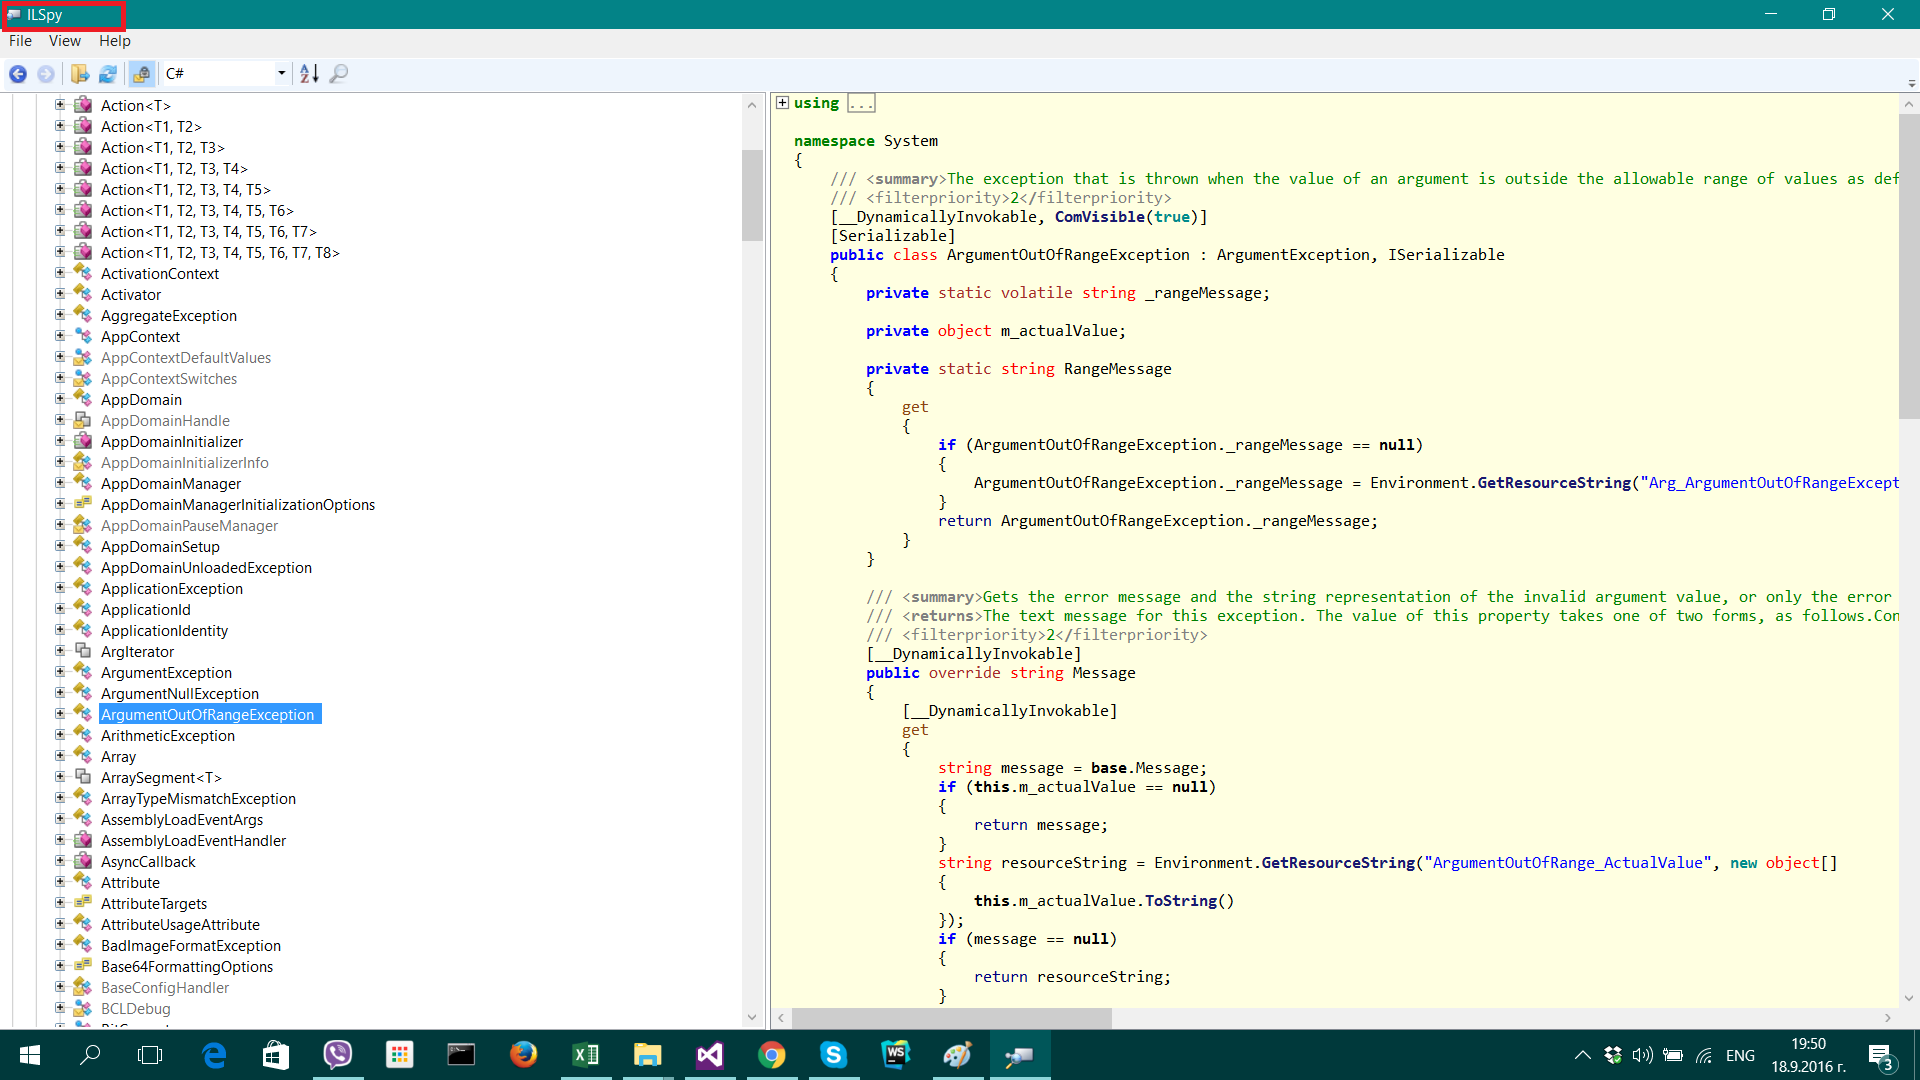 ILSpy
File View Help
C#
Action<T>
Action<T1, T2>
Action<T1, T2, T3>
Action<T1, T2, T3, T4>
Action<T1, T2, T3, T4, T5>
Action<T1, T2, T3, T4, T5, T6>
Action<T1, T2, T3, T4, T5, T6, T7>
Action<T1, T2, T3, T4, T5, T6, T7, T8>
ActivationContext
Activator
AggregateException
AppContext
AppContextDefaultValues
AppContextSwitches
AppDomain
AppDomainHandle
AppDomainInitializer
AppDomainInitializerInfo
AppDomainManager
AppDomainManagerInitializationOptions
AppDomainPauseManager
AppDomainSetup
AppDomainUnloadedException
ApplicationException
ApplicationId
ApplicationIdentity
ArgIterator
ArgumentException
ArgumentNullException
ArgumentOutOfRangeException
ArithmeticException
Array
ArraySegment<T>
ArrayTypeMismatchException
AssemblyLoadEventArgs
AssemblyLoadEventHandler
AsyncCallback
Attribute
AttributeTargets
AttributeUsageAttribute
BadImageFormatException
Base64FormattingOptions
BaseConfigHandler
BCLDebug
using ...
namespace System
{
/// <summary>The exception that is thrown when the value of an argument is outside the allowable range of values as def
/// <filterpriority>2</filterpriority>
[__DynamicallyInvokable, ComVisible(true)]
[Serializable]
public class ArgumentOutOfRangeException : ArgumentException, ISerializable
{
private static volatile string _rangeMessage;
private object m_actualValue;
private static string RangeMessage
{
get
{
if (ArgumentOutOfRangeException._rangeMessage == null)
{
ArgumentOutOfRangeException._rangeMessage = Environment.GetResourceString("Arg_ArgumentOutOfRangeExcept
}
return ArgumentOutOfRangeException._rangeMessage;
}
}
/// <summary>Gets the error message and the string representation of the invalid argument value, or only the error
/// <returns>The text message for this exception. The value of this property takes one of two forms, as follows.Con
/// <filterpriority>2</filterpriority>
[__DynamicallyInvokable]
public override string Message
{
[__DynamicallyInvokable]
get
{
string message = base.Message;
if (this.m_actualValue == null)
{
return message;
}
string resourceString = Environment.GetResourceString("ArgumentOutOfRange_ActualValue", new object[]
{
this.m_actualValue.ToString()
});
if (message == null)
{
return resourceString;
}
WS
ENG
19:50
18.9.2016 г.
3